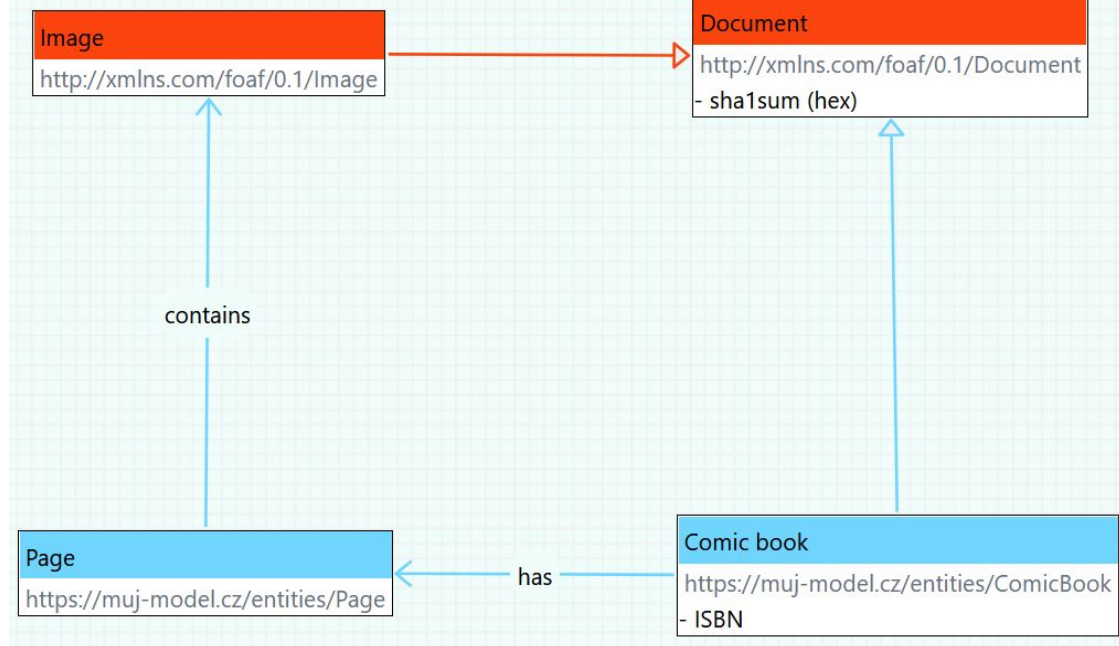 Image
http://xmlns.com/foaf/0.1/Image
Document
http://xmlns.com/foaf/0.1/Document
- sha1sum (hex)
contains
Page
https://muj-model.cz/entities/Page
has
Comic book
https://muj-model.cz/entities/ComicBook
- ISBN